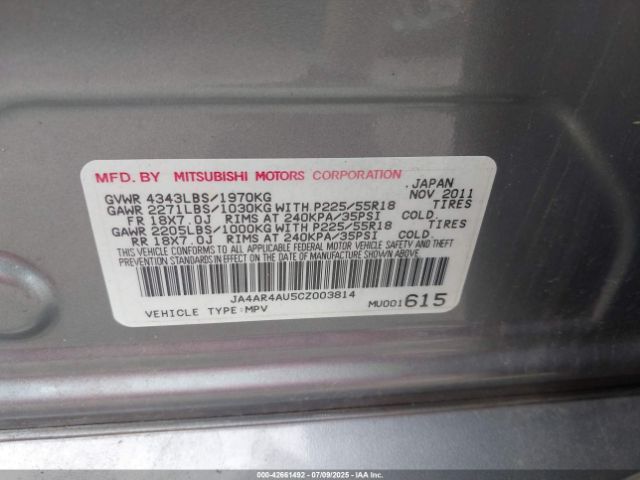 MFD. BY MITSUBISHI MOTORS CORPORATION JAPAN
GVWR 4343LBS/1970KG NOV 2011
GAWR 2271LBS/1030KG WITH P225/55R18 TIRES
FR 18X7.0J RIMS AT 240KPA/35PSI COLD.
GAWR 2205LBS/1000KG WITH P225/55R18 TIRES
RR 18X7.0J RIMS AT 240KPA/35PSI COLD.
THIS VEHICLE CONFORMS TO ALL APPLICABLE FEDERAL MOTOR VEHICLE SAFETY AND
THEFT PREVENTION STANDARDS IN EFFECT ON THE DATE OF MANUFACTURE SHOWN ABOVE.
JA4AR4AU5CZ003814
VEHICLE TYPE:MPV MU001615
000-42661492 | 07/09/2025 | IAAI.COM